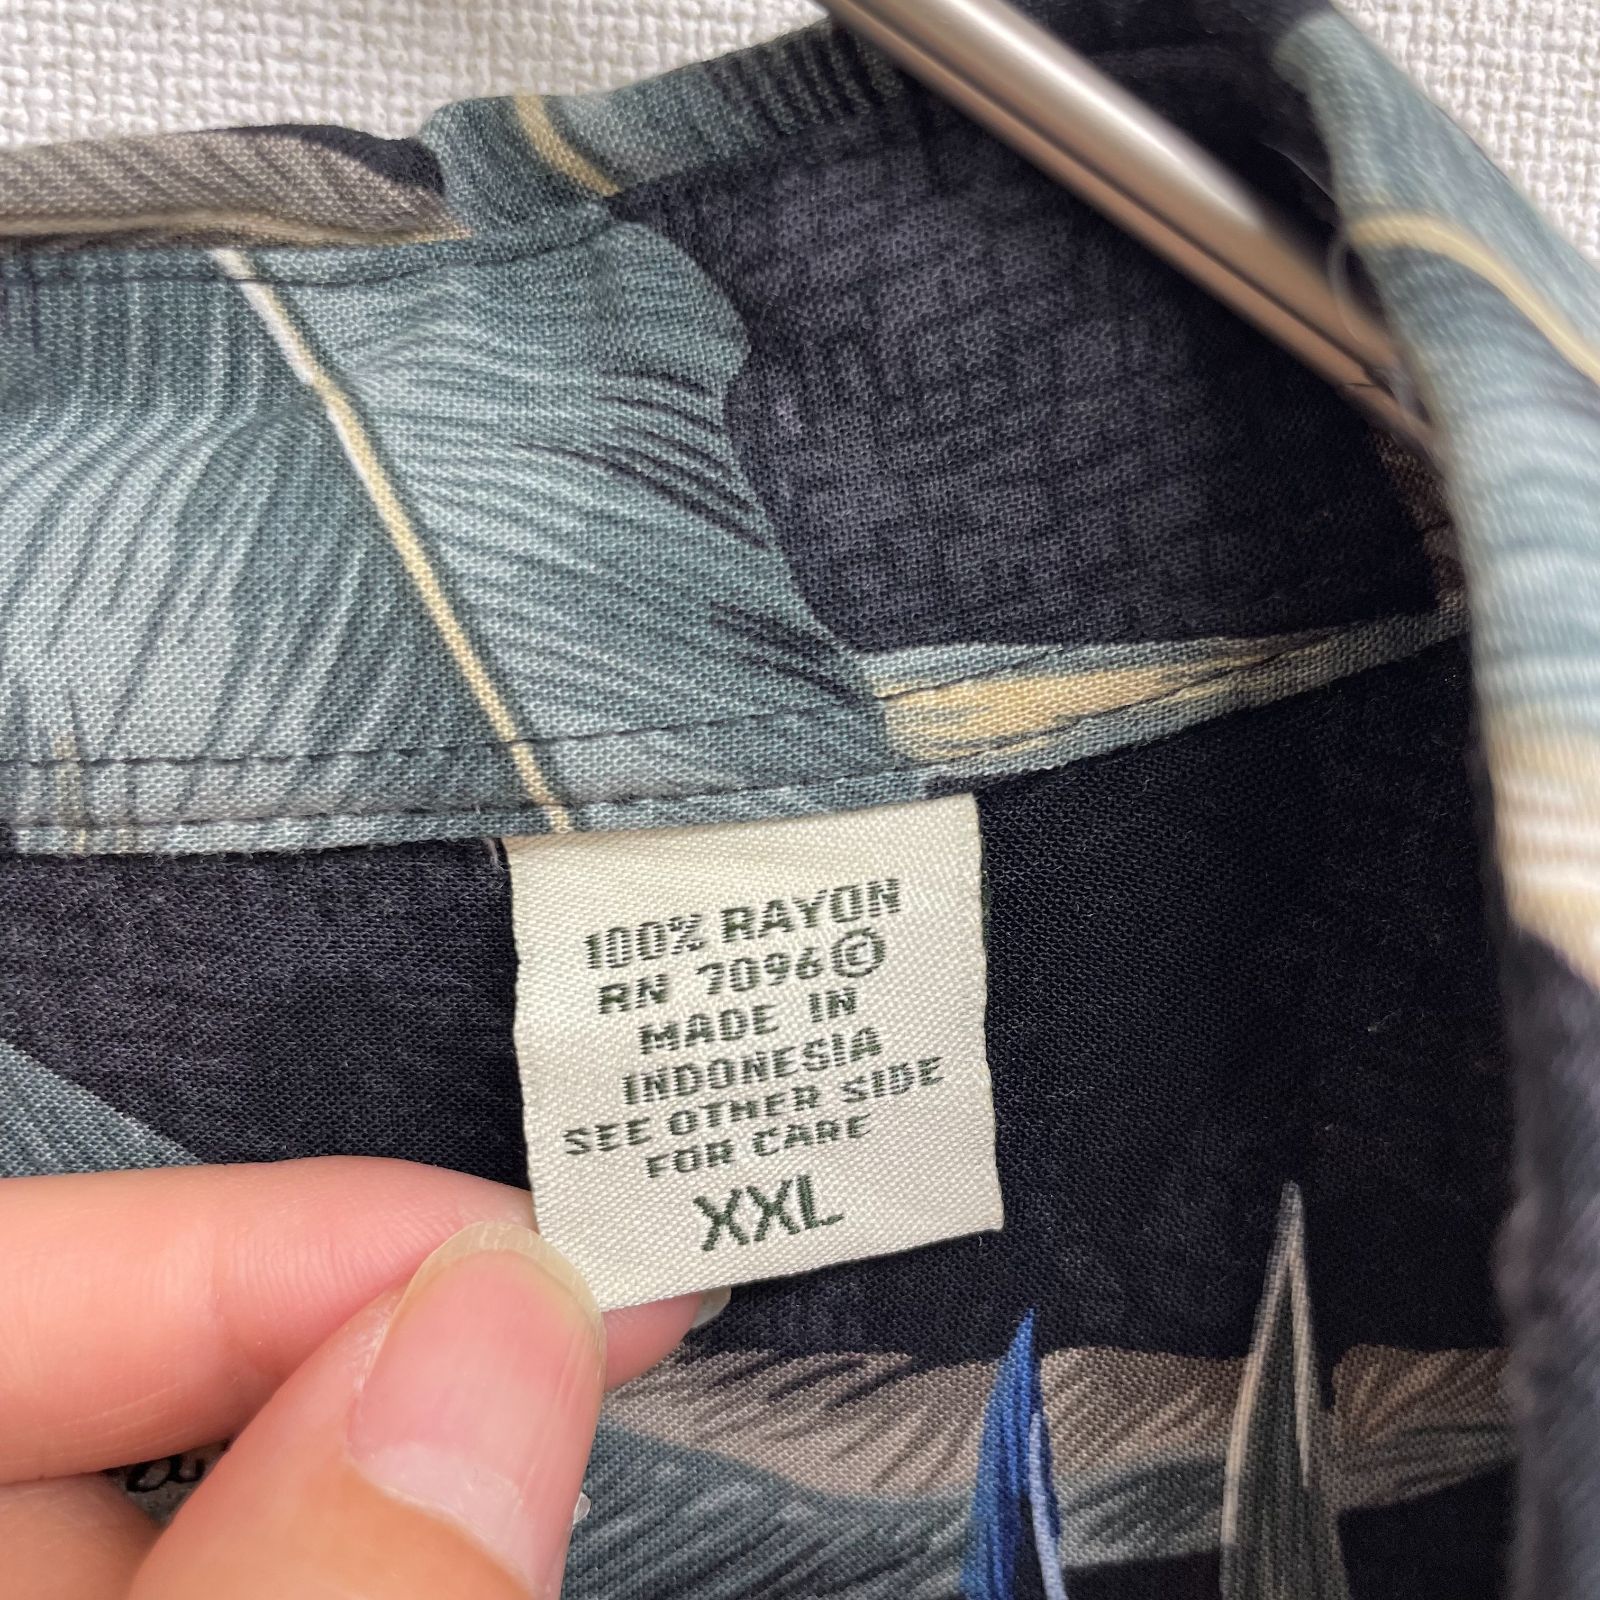 100% RAYON
RN 7096©
MADE IN
INDONESIA
SEE OTHER SIDE
FOR CARE
XXL